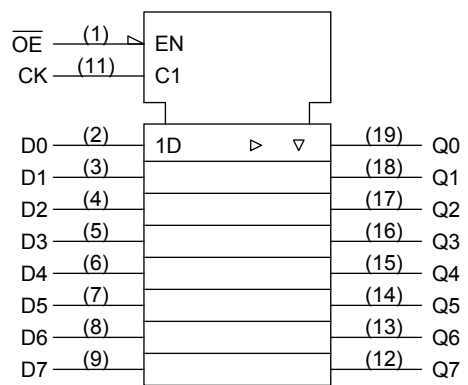 OE (1) EN
CK (11) C1
D0 (2) 1D (19) Q0
D1 (3) (18) Q1
D2 (4) (17) Q2
D3 (5) (16) Q3
D4 (6) (15) Q4
D5 (7) (14) Q5
D6 (8) (13) Q6
D7 (9) (12) Q7